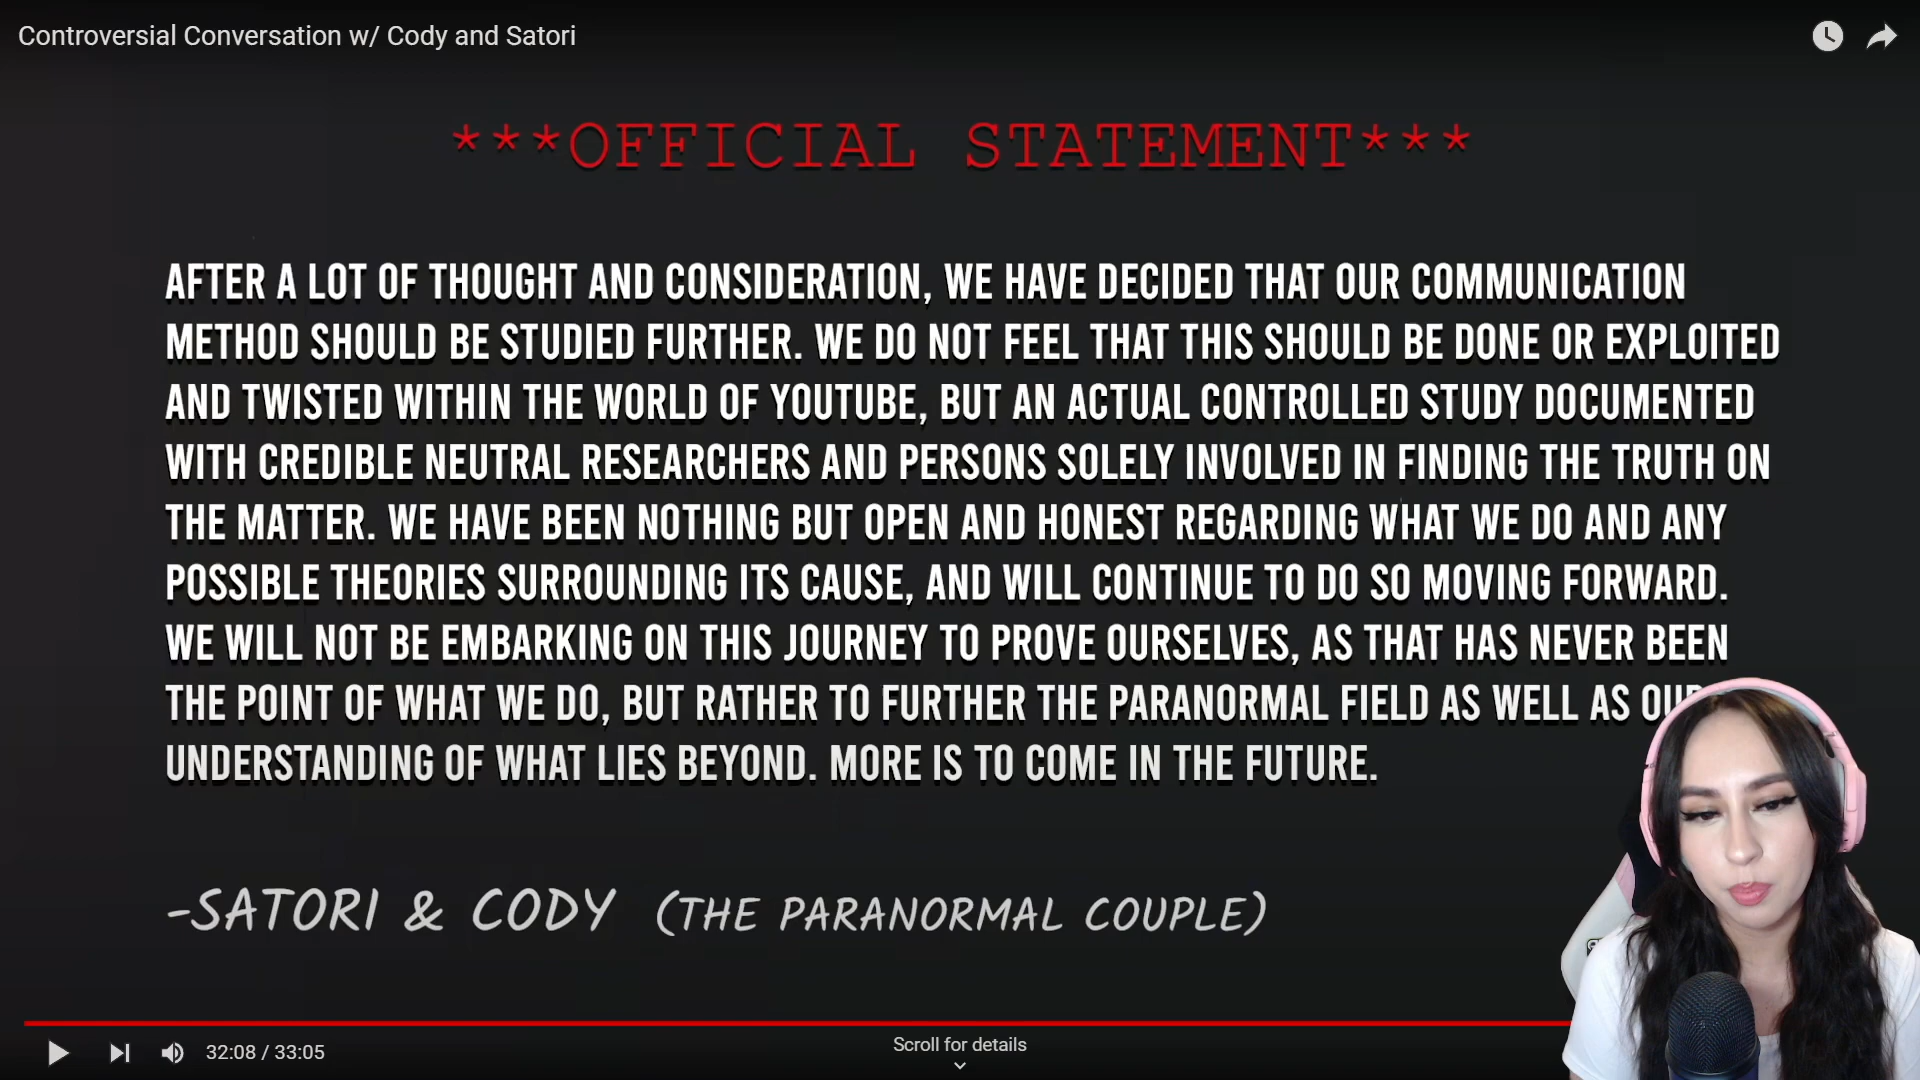 Controversial Conversation w/ Cody and Satori
***OFFICIAL STATEMENT***
AFTER A LOT OF THOUGHT AND CONSIDERATION, WE HAVE DECIDED THAT OUR COMMUNICATION
METHOD SHOULD BE STUDIED FURTHER. WE DO NOT FEEL THAT THIS SHOULD BE DONE OR EXPLOITED
AND TWISTED WITHIN THE WORLD OF YOUTUBE, BUT AN ACTUAL CONTROLLED STUDY DOCUMENTED
WITH CREDIBLE NEUTRAL RESEARCHERS AND PERSONS SOLELY INVOLVED IN FINDING THE TRUTH ON
THE MATTER. WE HAVE BEEN NOTHING BUT OPEN AND HONEST REGARDING WHAT WE DO AND ANY
POSSIBLE THEORIES SURROUNDING ITS CAUSE, AND WILL CONTINUE TO DO SO MOVING FORWARD.
WE WILL NOT BE EMBARKING ON THIS JOURNEY TO PROVE OURSELVES, AS THAT HAS NEVER BEEN
THE POINT OF WHAT WE DO, BUT RATHER TO FURTHER THE PARANORMAL FIELD AS WELL AS OUR
UNDERSTANDING OF WHAT LIES BEYOND. MORE IS TO COME IN THE FUTURE.
-SATORI & CODY (THE PARANORMAL COUPLE)
32:08 / 33:05
Scroll for details